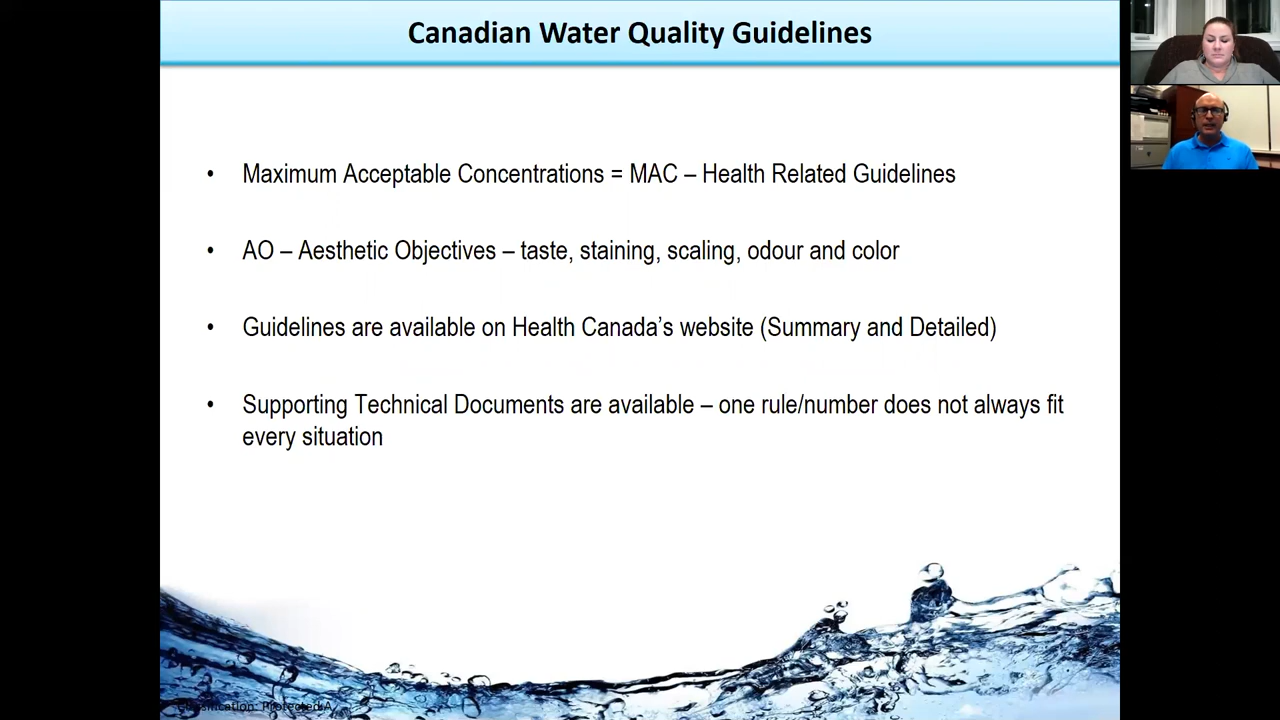 Canadian Water Quality Guidelines
• Maximum Acceptable Concentrations = MAC – Health Related Guidelines
• AO – Aesthetic Objectives – taste, staining, scaling, odour and color
• Guidelines are available on Health Canada’s website (Summary and Detailed)
• Supporting Technical Documents are available – one rule/number does not always fit
every situation
Classification: Protected A